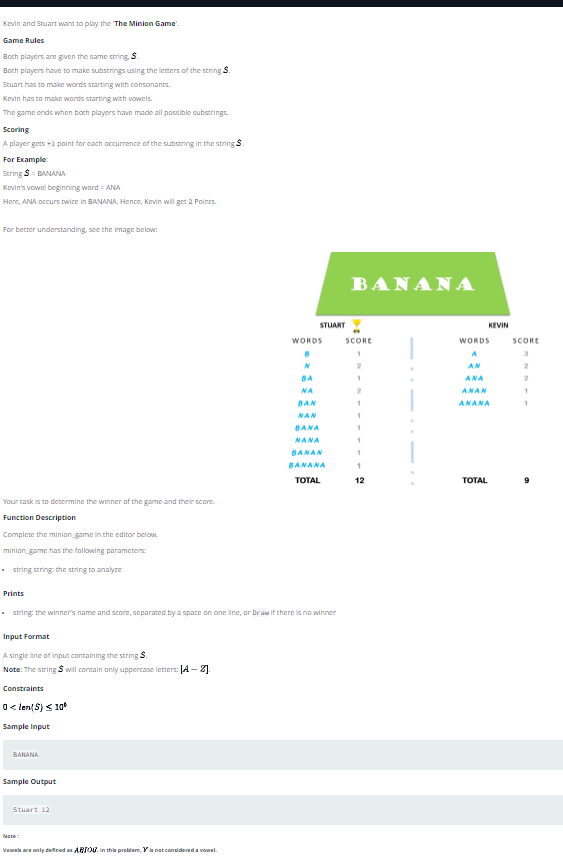 Kevin and Stuart want to play the 'The Minion Game'.
Game Rules
Both players are given the same string, S.
Both players have to make substrings using the letters of the string S.
Stuart has to make words starting with consonants.
Kevin has to make words starting with vowels.
The game ends when both players have made all possible substrings.
Scoring
A player gets +1 point for each occurrence of the substring in the string S.
For Example:
String S = BANANA
Kevin's vowel beginning word = ANA
Here, ANA occurs twice in BANANA. Hence, Kevin will get 2 Points.
For better understanding, see the image below:
BANANA
STUART KEVIN
WORDS SCORE WORDS SCORE
B 1 A 3
N 2 AN 2
BA 1 ANA 2
NA 2 ANAN 1
BAN 1 ANANA 1
NAN 1
BANA 1
NANA 1
BANAN 1
BANANA 1
TOTAL 12 TOTAL 9
Your task is to determine the winner of the game and their score.
Function Description
Complete the minion_game in the editor below.
minion_game has the following parameters:
• string string: the string to analyze
Prints
• string: the winner's name and score, separated by a space on one line, or Draw if there is no winner
Input Format
A single line of input containing the string S.
Note: The string S will contain only uppercase letters: [A − Z].
Constraints
0 < len(S) ≤ 10⁶
Sample Input
BANANA
Sample Output
Stuart 12
Note :
Vowels are only defined as AEIOU. In this problem, Y is not considered a vowel.